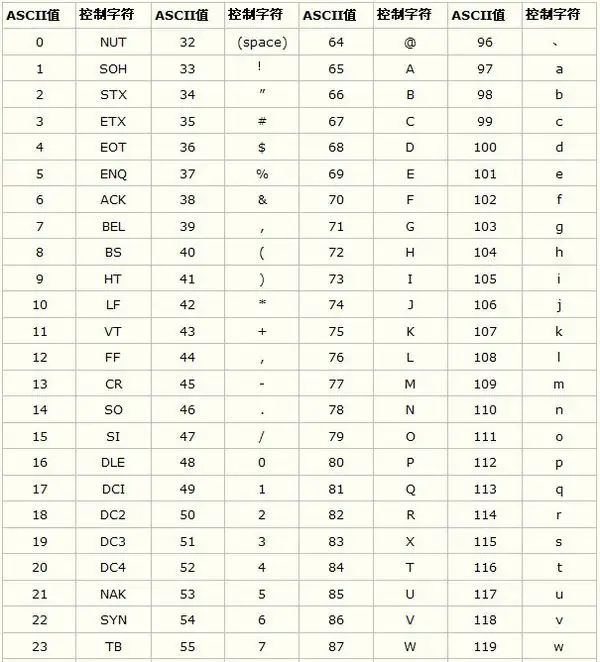 ASCII值 控制字符 ASCII值 控制字符 ASCII值 控制字符 ASCII值 控制字符
0 NUT 32 (space) 64 @ 96 、
1 SOH 33 ! 65 A 97 a
2 STX 34 ” 66 B 98 b
3 ETX 35 # 67 C 99 c
4 EOT 36 $ 68 D 100 d
5 ENQ 37 % 69 E 101 e
6 ACK 38 & 70 F 102 f
7 BEL 39 , 71 G 103 g
8 BS 40 ( 72 H 104 h
9 HT 41 ) 73 I 105 i
10 LF 42 * 74 J 106 j
11 VT 43 + 75 K 107 k
12 FF 44 , 76 L 108 l
13 CR 45 - 77 M 109 m
14 SO 46 . 78 N 110 n
15 SI 47 / 79 O 111 o
16 DLE 48 0 80 P 112 p
17 DCI 49 1 81 Q 113 q
18 DC2 50 2 82 R 114 r
19 DC3 51 3 83 X 115 s
20 DC4 52 4 84 T 116 t
21 NAK 53 5 85 U 117 u
22 SYN 54 6 86 V 118 v
23 TB 55 7 87 W 119 w